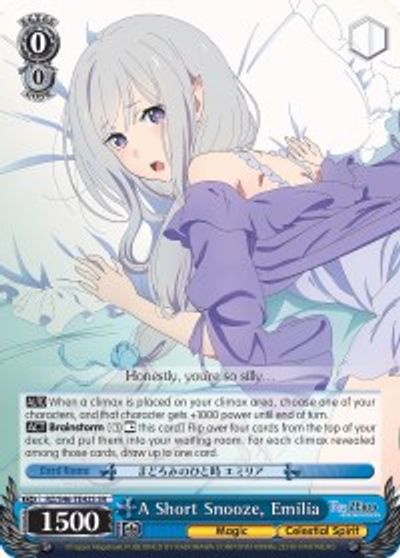 0
0
Honestly, you're so silly…
AUTO When a climax is placed on your climax area, choose one of your
characters, and that character gets +1000 power until end of turn.
ACT Brainstorm [(1) this card] Flip over four cards from the top of your
deck, and put them into your waiting room. For each climax revealed
among those cards, draw up to one card.
Card Name まどろみのひと時 エミリア
1500
A Short Snooze, Emilia
Magic Celestial Spirit